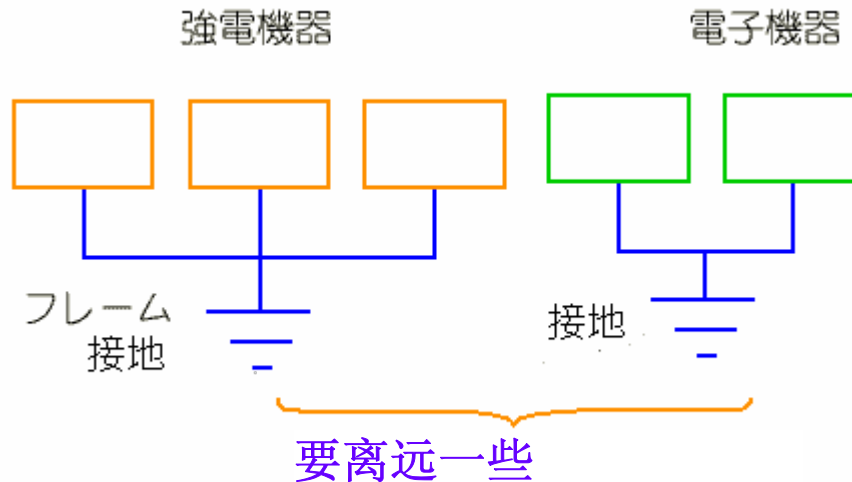 強電機器
電子機器
フレーム
接地
接地
要离远一些